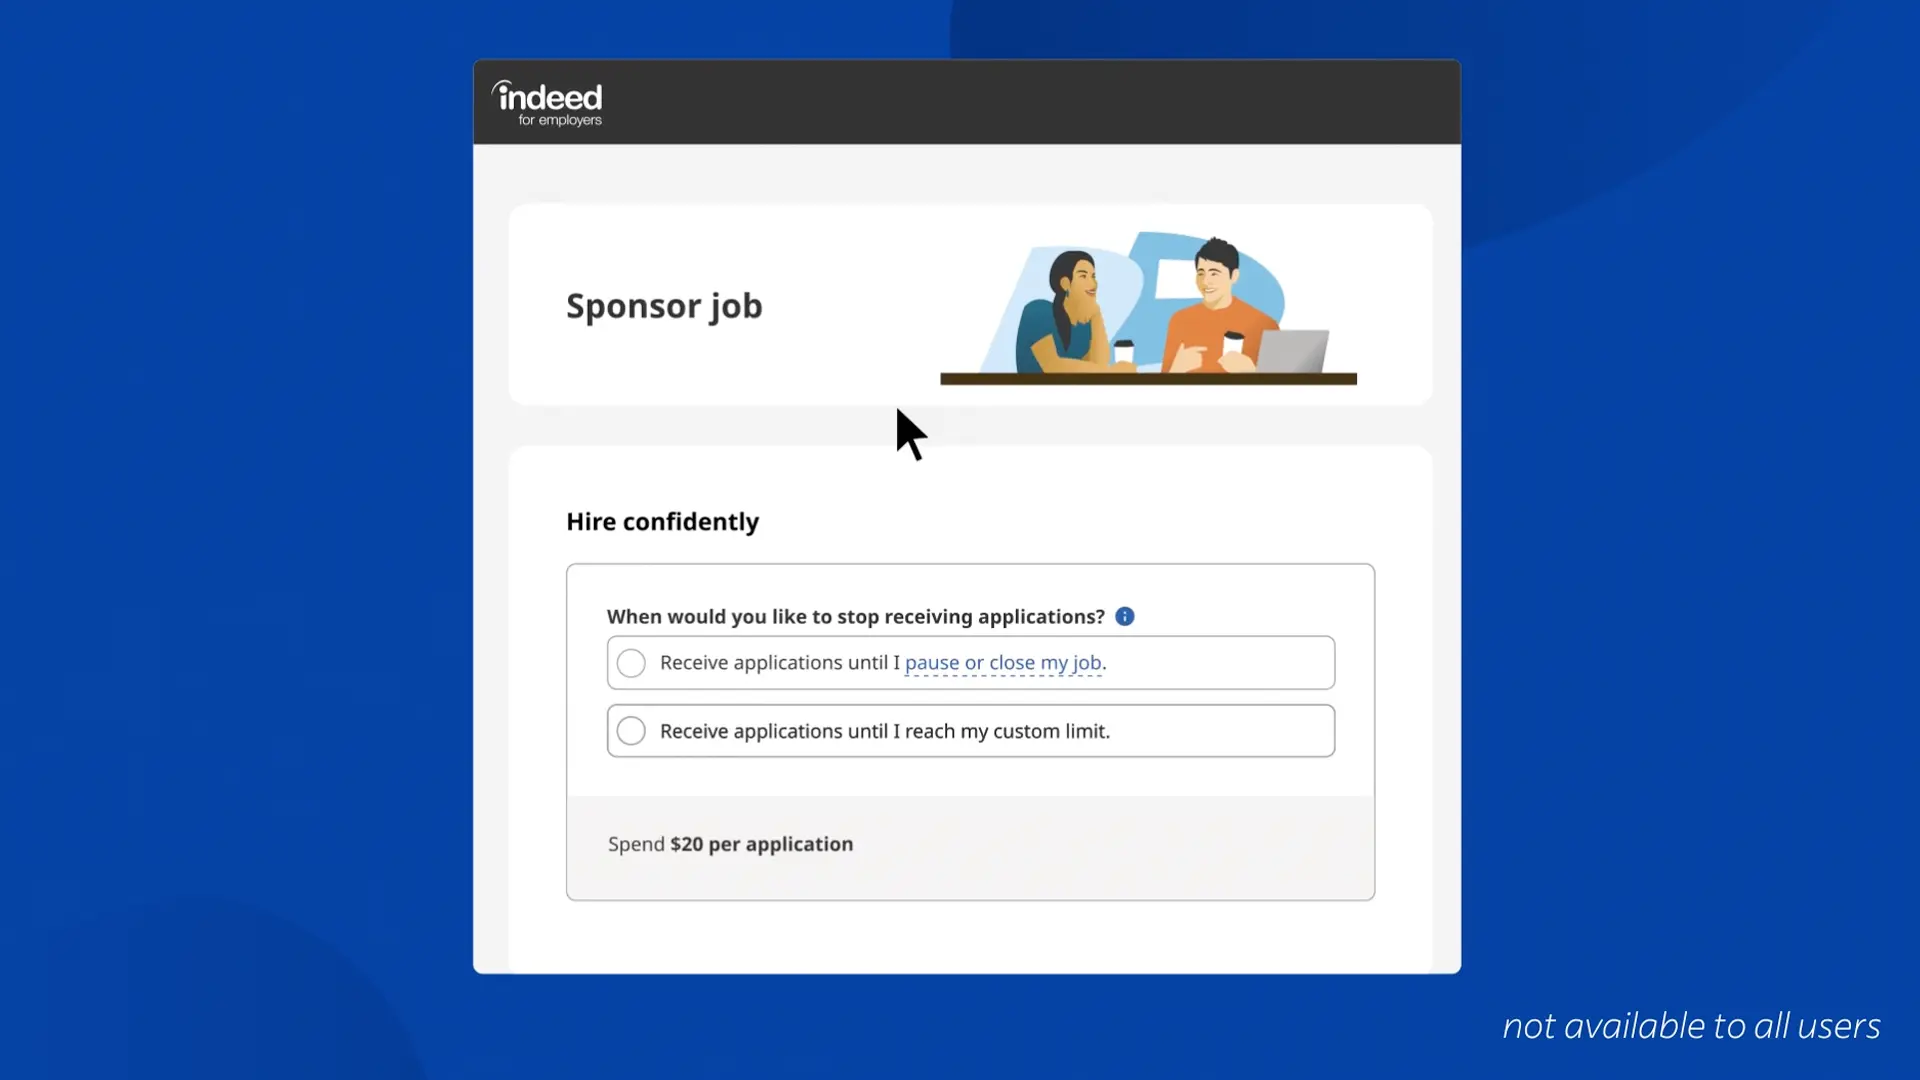 indeed
for employers
Sponsor job
Hire confidently
When would you like to stop receiving applications?
Receive applications until I pause or close my job.
Receive applications until I reach my custom limit.
Spend $20 per application
not available to all users